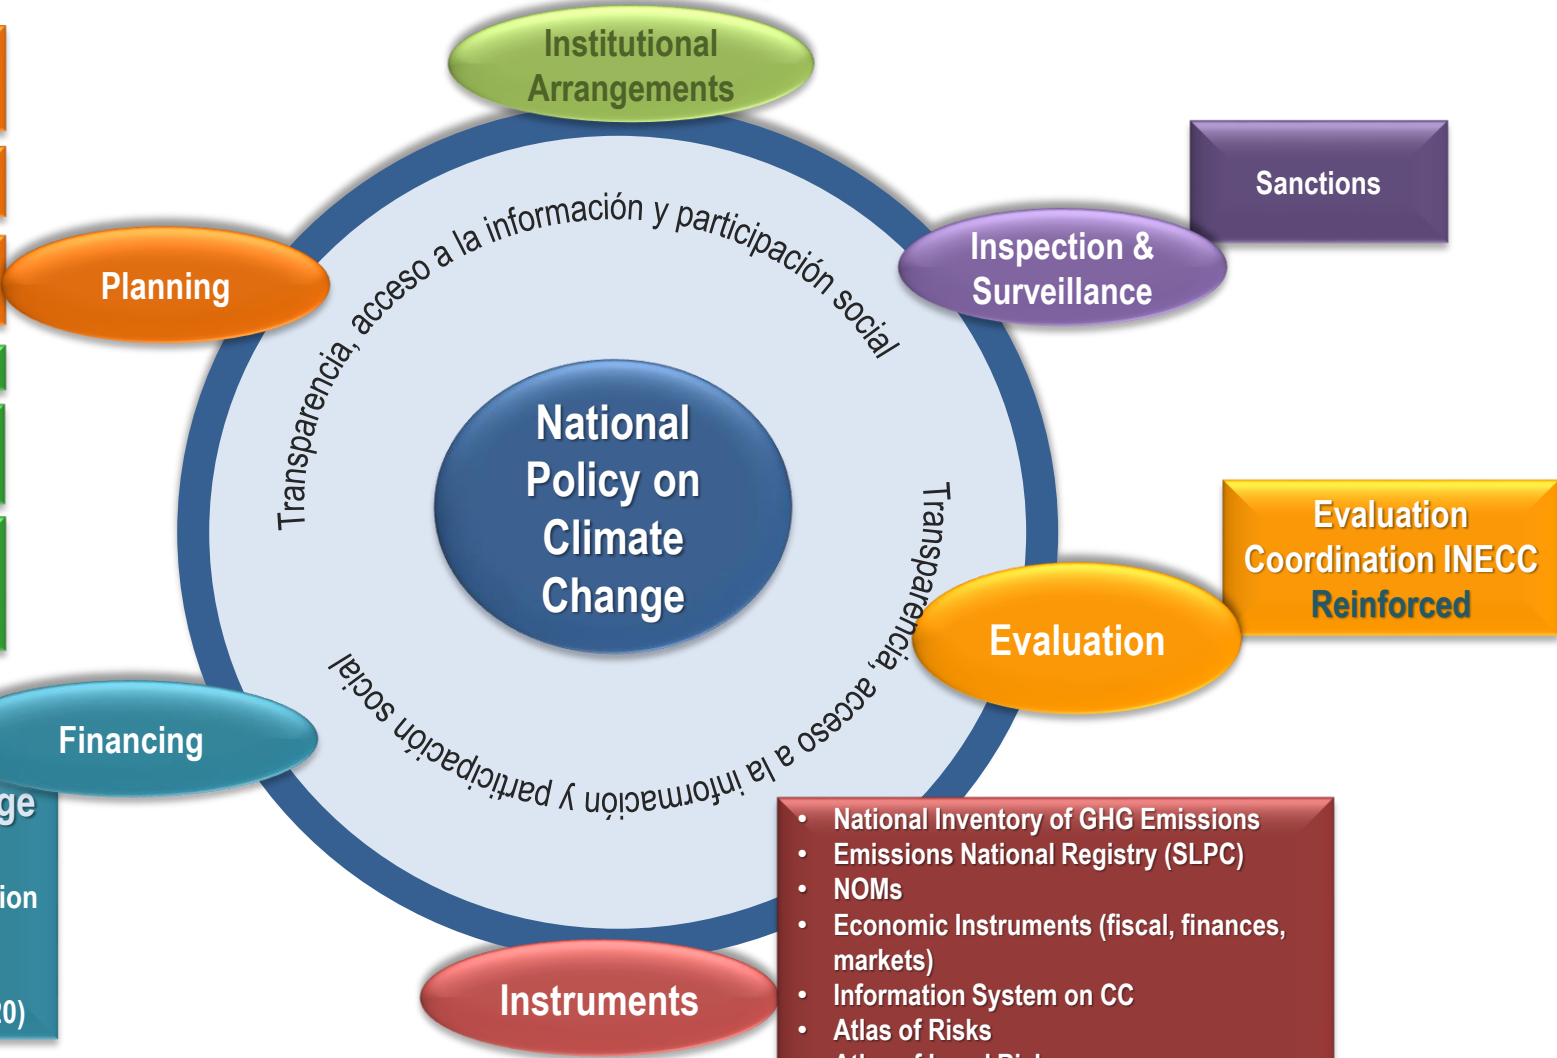 Institutional
Arrangements
Sanctions
Inspection &
Surveillance
Planning
Transparencia, acceso a la información y participación social
National
Policy on
Climate
Change
Transparencia, acceso a la información y participación social
Evaluation
Coordination INECC
Reinforced
Evaluation
Financing
ge
ion
20)
• National Inventory of GHG Emissions
• Emissions National Registry (SLPC)
• NOMs
• Economic Instruments (fiscal, finances,
markets)
• Information System on CC
• Atlas of Risks
Instruments